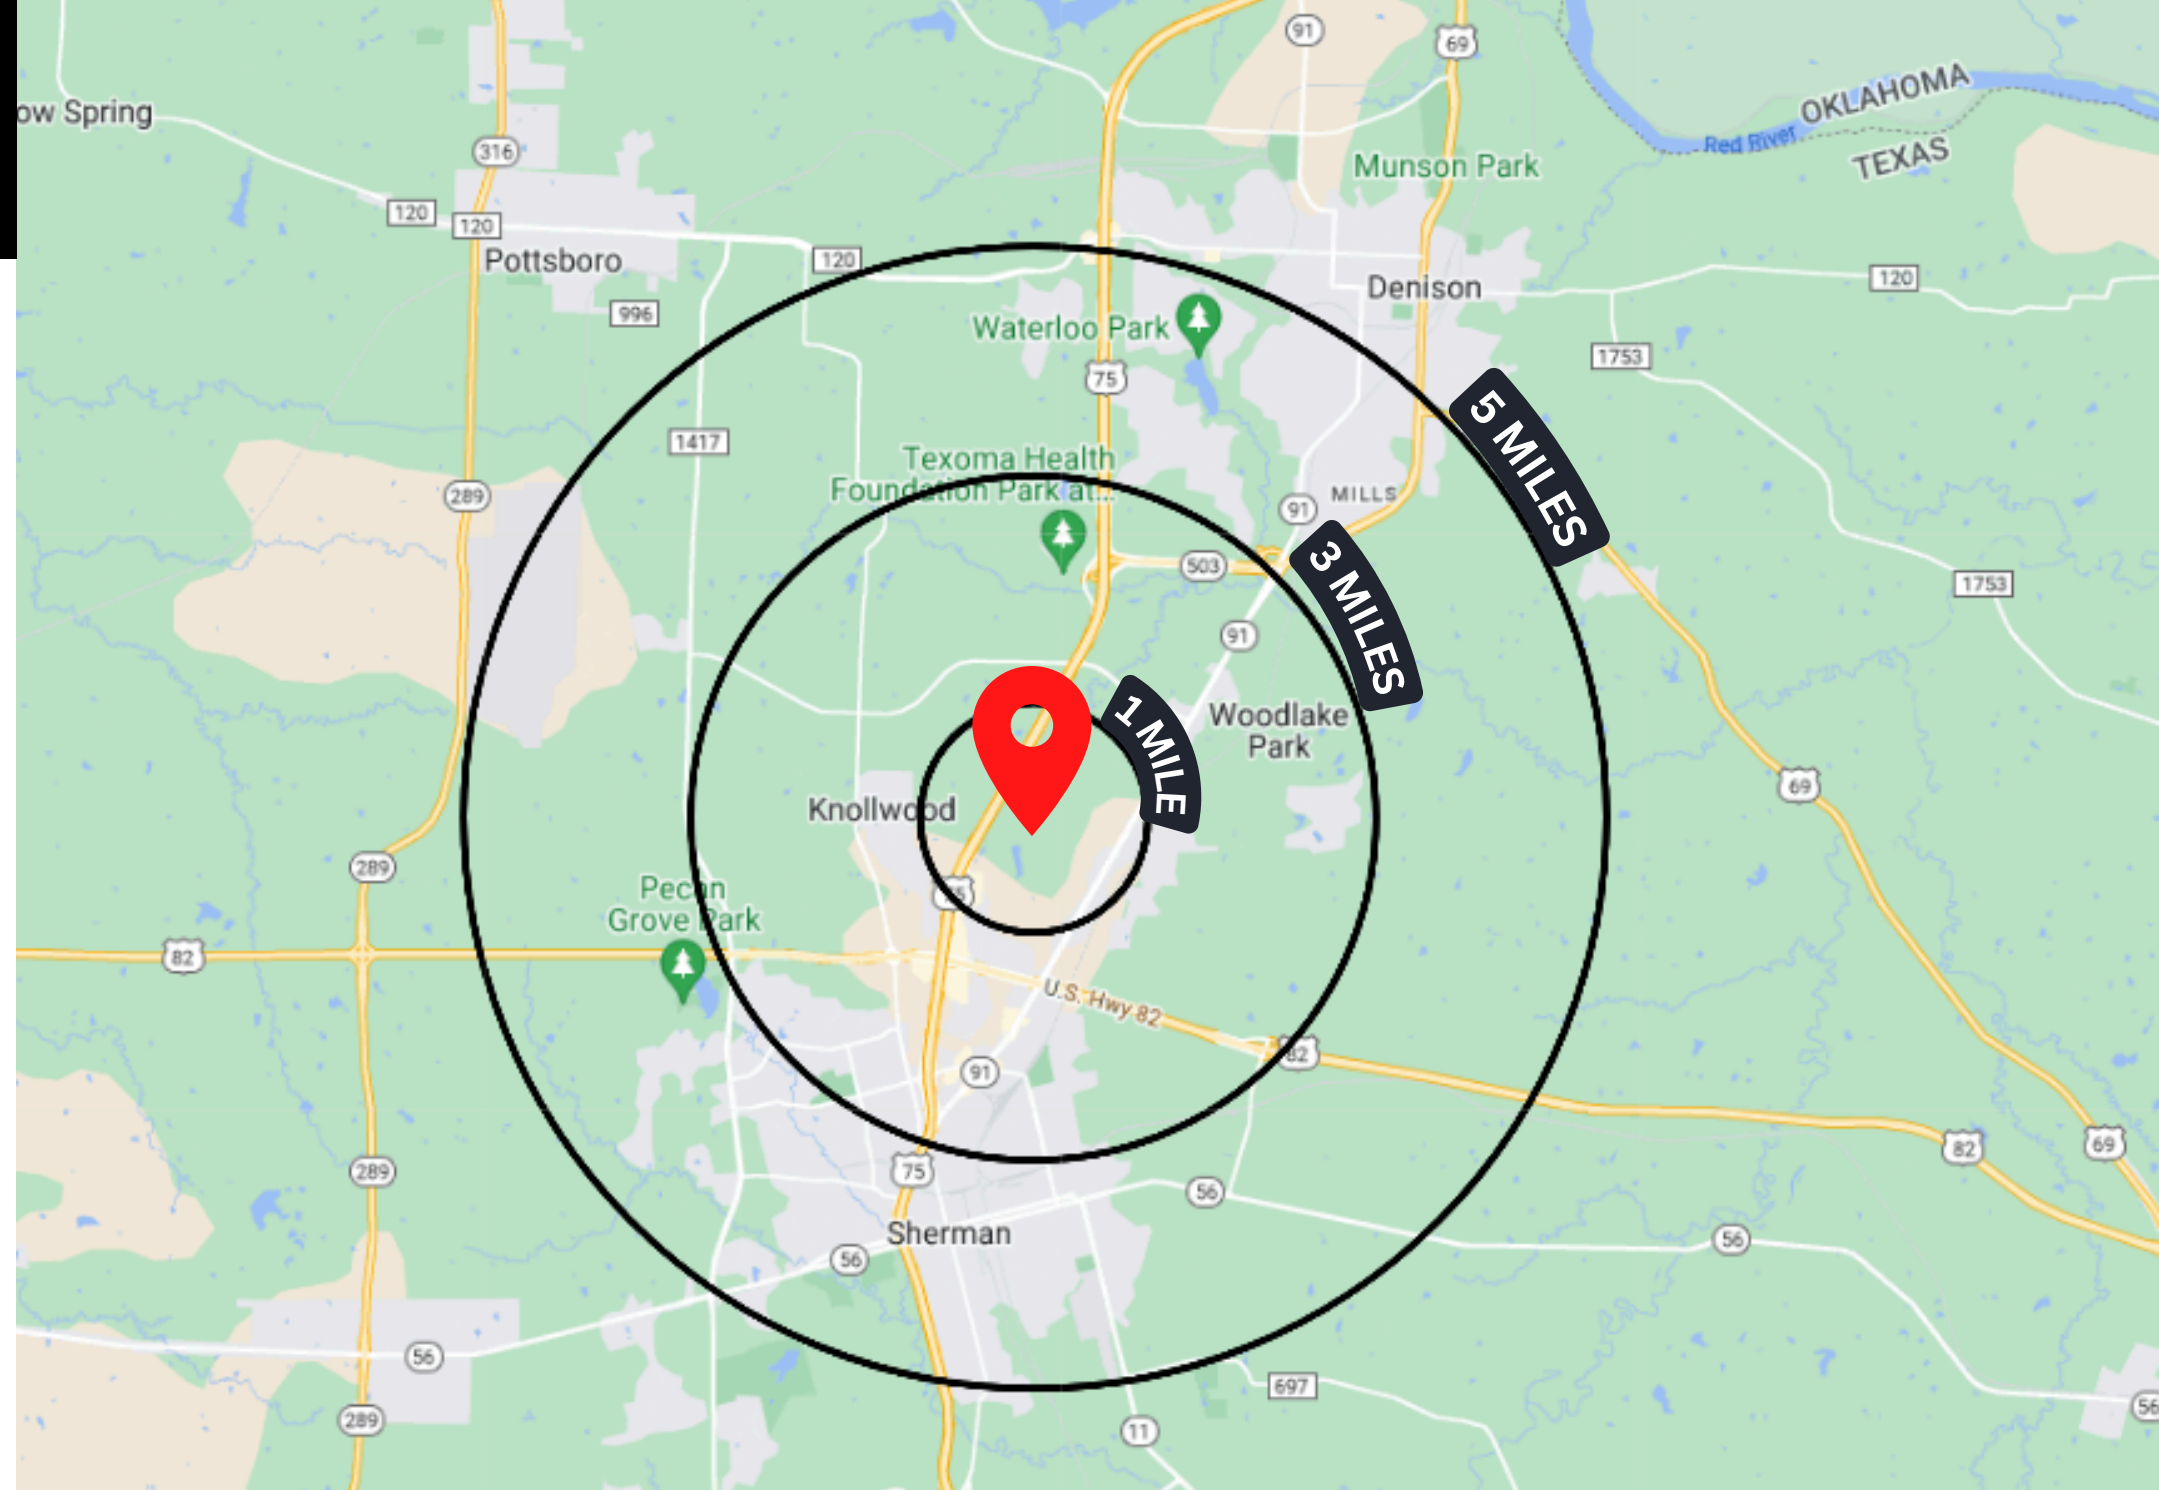 91
69
OKLAHOMA
ow Spring
Red River
316
TEXAS
Munson Park
120
120
Pottsboro
120
Denison
120
996
Waterloo Park
1753
75
5 MILES
1417
Texoma Health
Foundation Park at...
289
MILLS
91
503
3 MILES
1753
91
1 MILE
Woodlake
Park
69
Knollwood
289
75
Pecan
Grove Park
82
U.S. Hwy 82
82
91
82
69
289
75
56
Sherman
56
56
56
697
56
289
11